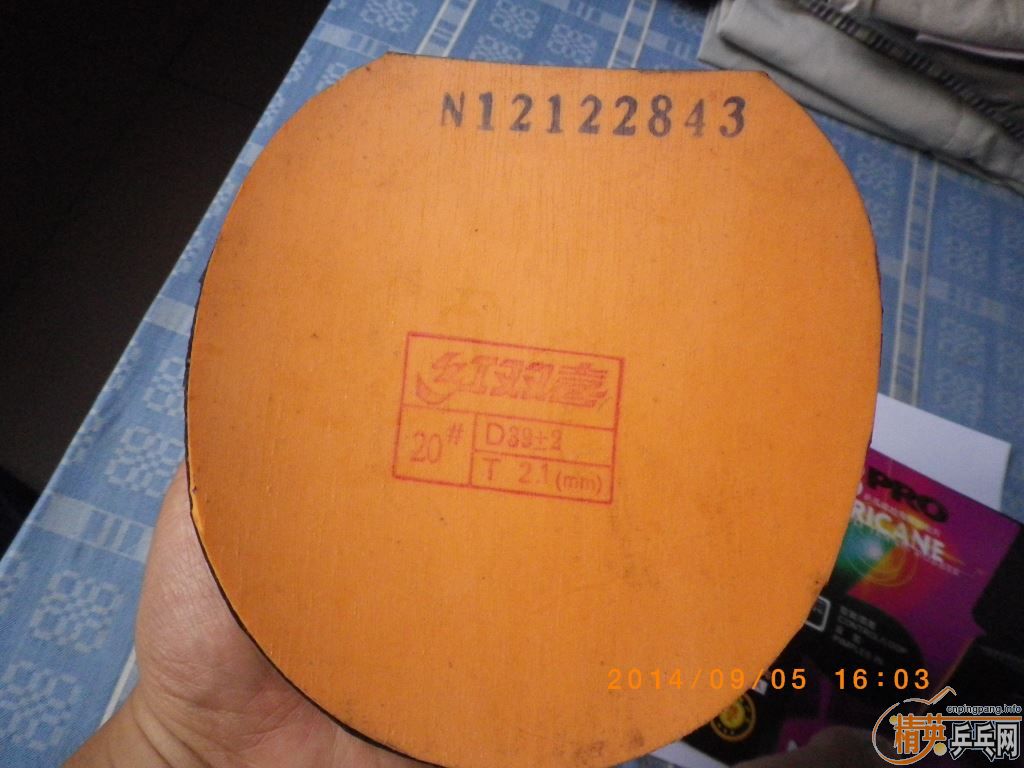 N12122843
红双喜
20#
D39±2
T 2.1(mm)
PRO
RICANE
2014/09/05 16:03
cnpingpang.info
精英乒乓网